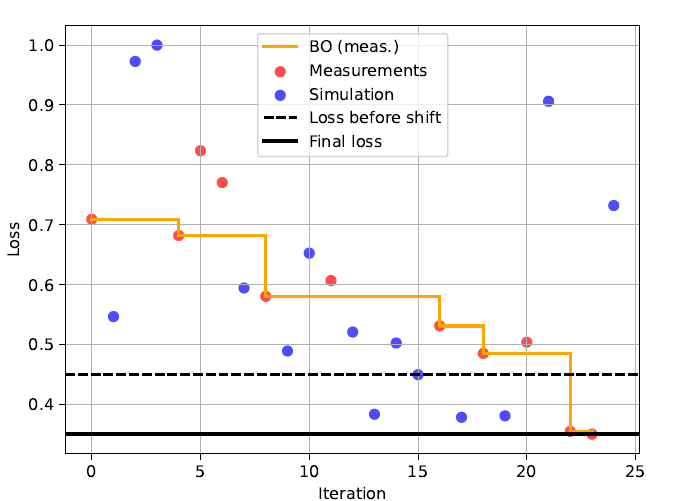 1.0
0.9
0.8
0.7
0.6
0.5
0.4
Loss
BO (meas.)
Measurements
Simulation
Loss before shift
Final loss
0 5 10 15 20 25
Iteration